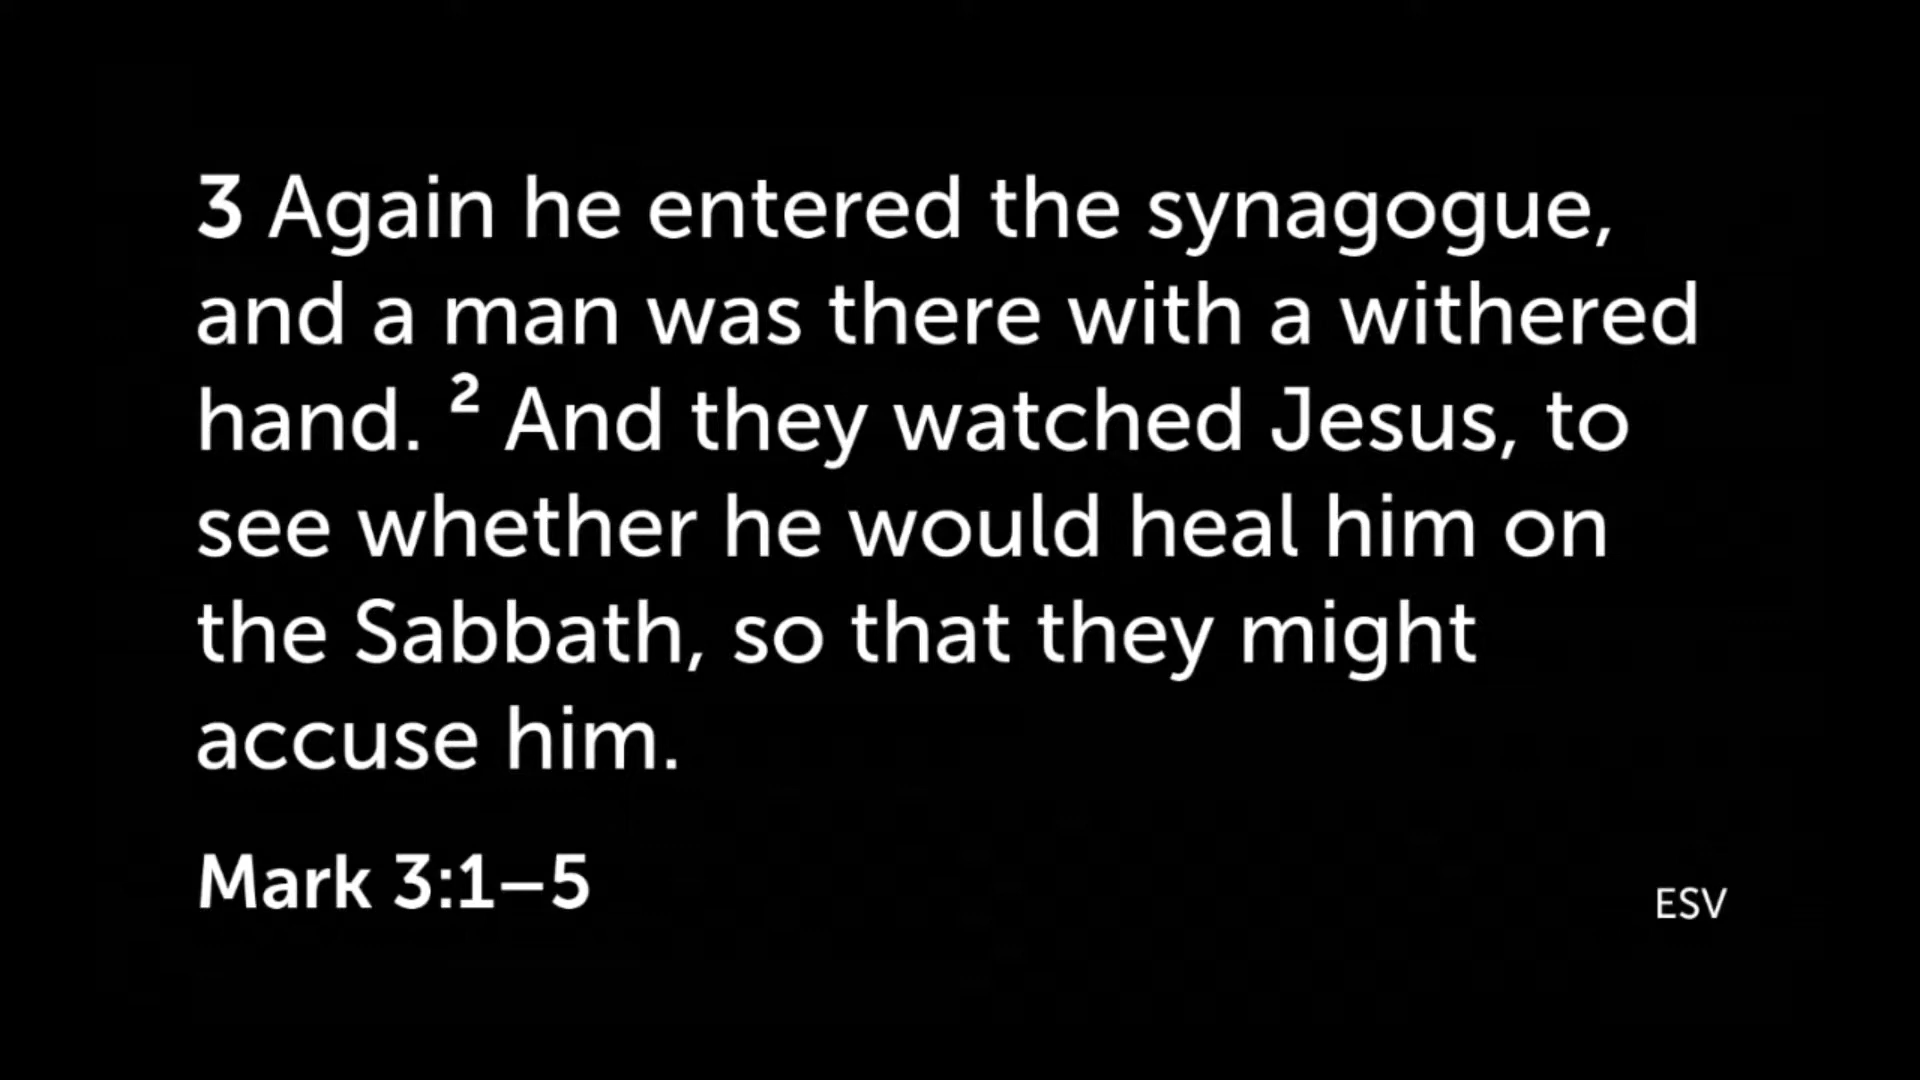 3 Again he entered the synagogue,
and a man was there with a withered
hand. ² And they watched Jesus, to
see whether he would heal him on
the Sabbath, so that they might
accuse him.
Mark 3:1–5
ESV